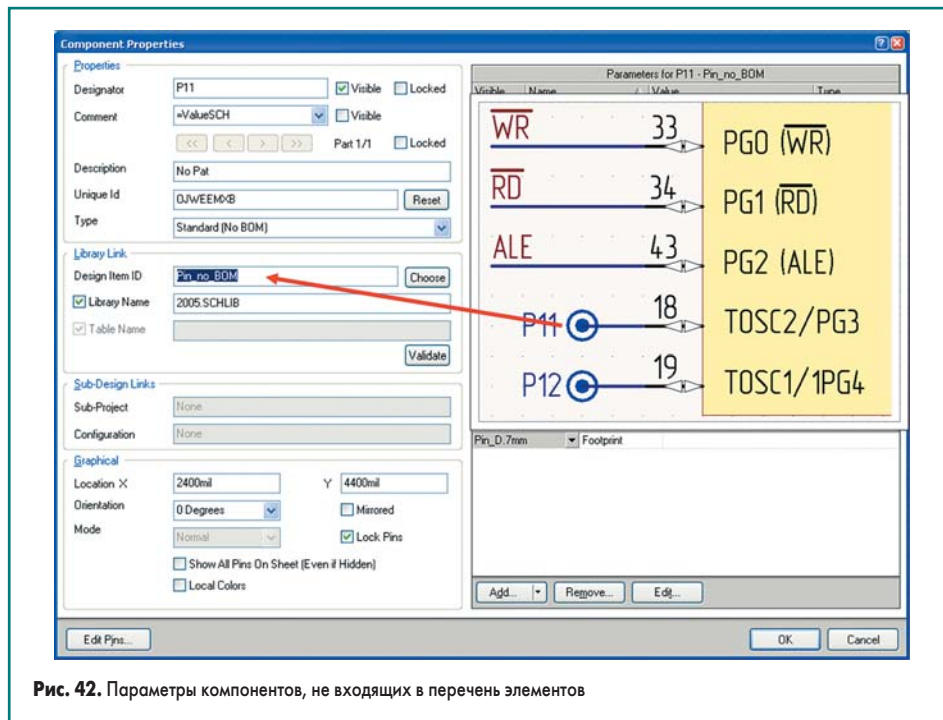 Component Properties
Properties
Designator P11 Visible Locked
Comment =ValueSCH Visible
<< < > >> Part 1/1 Locked
Description No Pat
Unique Id OJWEEMXB Reset
Type Standard (No BOM)
Library Link
Design Item ID Pin_no_BOM Choose
Library Name 2005.SCHLIB
Table Name
Validate
Sub-Design Links
Sub-Project None
Configuration None
Graphical
Location X 2400mil Y 4400mil
Orientation 0 Degrees Mirrored
Mode Normal Lock Pins
Show All Pins On Sheet (Even if Hidden)
Local Colors
Edit Pins...
Parameters for P11 - Pin_no_BOM
Visible Name / Value Type
WR 33 PG0 (WR)
RD 34 PG1 (RD)
ALE 43 PG2 (ALE)
P11 18 TOSC2/PG3
P12 19 TOSC1/1PG4
Pin_D.7mm Footprint
Add... Remove... Edit...
OK Cancel
Рис. 42. Параметры компонентов, не входящих в перечень элементов